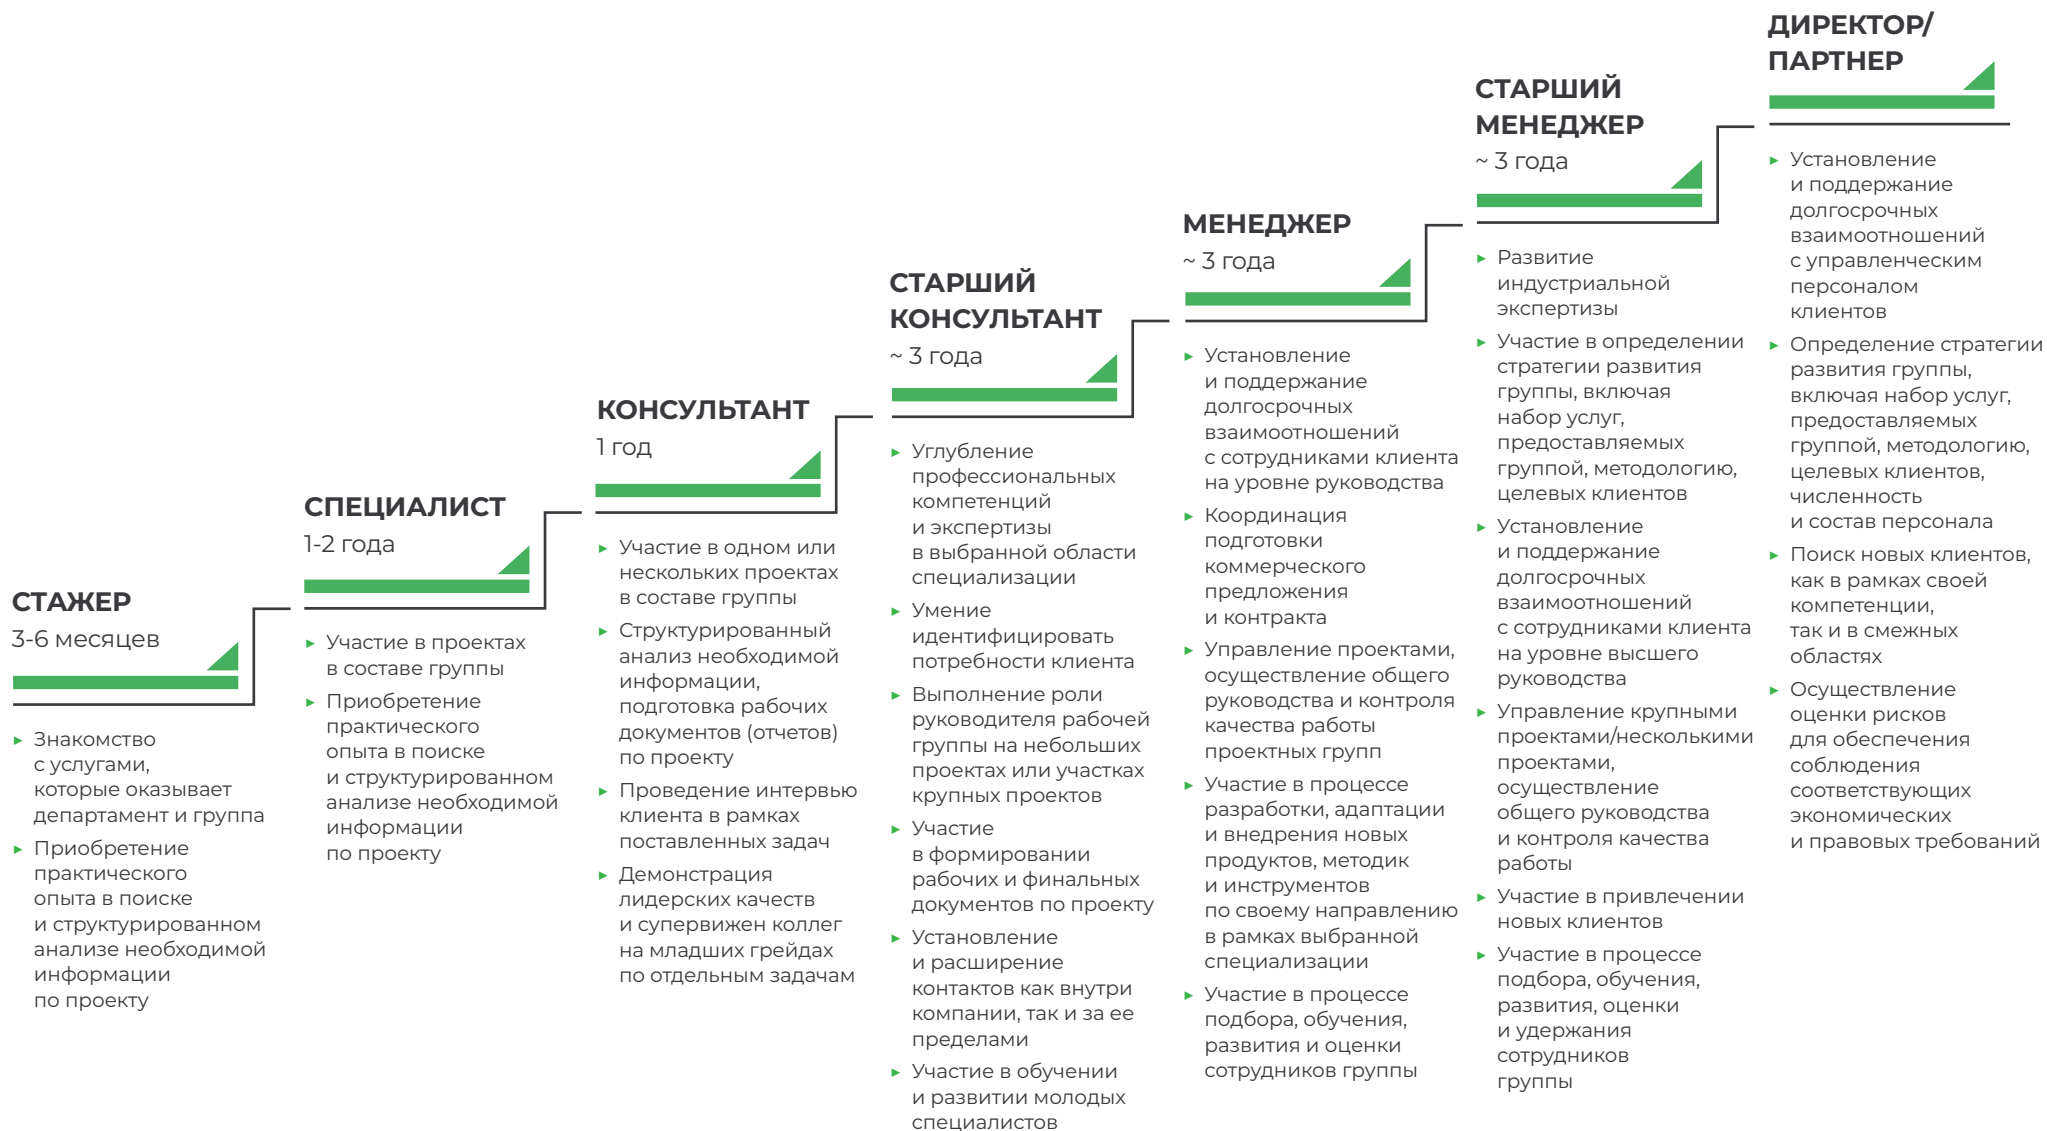 СТАЖЕР
3-6 месяцев
▸ Знакомство
с услугами,
которые оказывает
департамент и группа
▸ Приобретение
практического
опыта в поиске
и структурированном
анализе необходимой
информации
по проекту
СПЕЦИАЛИСТ
1-2 года
▸ Участие в проектах
в составе группы
▸ Приобретение
практического
опыта в поиске
и структурированном
анализе необходимой
информации
по проекту
КОНСУЛЬТАНТ
1 год
▸ Участие в одном или
нескольких проектах
в составе группы
▸ Структурированный
анализ необходимой
информации,
подготовка рабочих
документов (отчетов)
по проекту
▸ Проведение интервью
клиента в рамках
поставленных задач
▸ Демонстрация
лидерских качеств
и супервижен коллег
на младших грейдах
по отдельным задачам
СТАРШИЙ
КОНСУЛЬТАНТ
~ 3 года
▸ Углубление
профессиональных
компетенций
и экспертизы
в выбранной области
специализации
▸ Умение
идентифицировать
потребности клиента
▸ Выполнение роли
руководителя рабочей
группы на небольших
проектах или участках
крупных проектов
▸ Участие
в формировании
рабочих и финальных
документов по проекту
▸ Установление
и расширение
контактов как внутри
компании, так и за ее
пределами
▸ Участие в обучении
и развитии молодых
специалистов
МЕНЕДЖЕР
~ 3 года
▸ Установление
и поддержание
долгосрочных
взаимоотношений
с сотрудниками клиента
на уровне руководства
▸ Координация
подготовки
коммерческого
предложения
и контракта
▸ Управление проектами,
осуществление общего
руководства и контроля
качества работы
проектных групп
▸ Участие в процессе
разработки, адаптации
и внедрения новых
продуктов, методик
и инструментов
по своему направлению
в рамках выбранной
специализации
▸ Участие в процессе
подбора, обучения,
развития и оценки
сотрудников группы
СТАРШИЙ
МЕНЕДЖЕР
~ 3 года
▸ Развитие
индустриальной
экспертизы
▸ Участие в определении
стратегии развития
группы, включая
набор услуг,
предоставляемых
группой, методологию,
целевых клиентов
▸ Установление
и поддержание
долгосрочных
взаимоотношений
с сотрудниками клиента
на уровне высшего
руководства
▸ Управление крупными
проектами/несколькими
проектами,
осуществление
общего руководства
и контроля качества
работы
▸ Участие в привлечении
новых клиентов
▸ Участие в процессе
подбора, обучения,
развития, оценки
и удержания
сотрудников
группы
ДИРЕКТОР/
ПАРТНЕР
▸ Установление
и поддержание
долгосрочных
взаимоотношений
с управленческим
персоналом
клиентов
▸ Определение стратегии
развития группы,
включая набор услуг,
предоставляемых
группой, методологию,
целевых клиентов,
численность
и состав персонала
▸ Поиск новых клиентов,
как в рамках своей
компетенции,
так и в смежных
областях
▸ Осуществление
оценки рисков
для обеспечения
соблюдения
соответствующих
экономических
и правовых требований